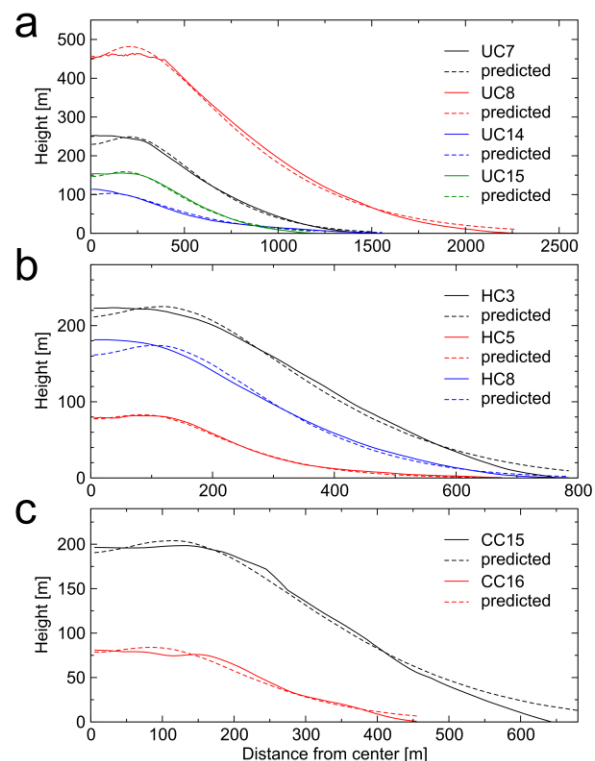 a
500
400
300
200
100
0
Height [m]
UC7
predicted
UC8
predicted
UC14
predicted
UC15
predicted
0 500 1000 1500 2000 2500
b
200
100
0
Height [m]
HC3
predicted
HC5
predicted
HC8
predicted
0 200 400 600 800
c
200
150
100
50
0
Height [m]
CC15
predicted
CC16
predicted
0 100 200 300 400 500 600
Distance from center [m]